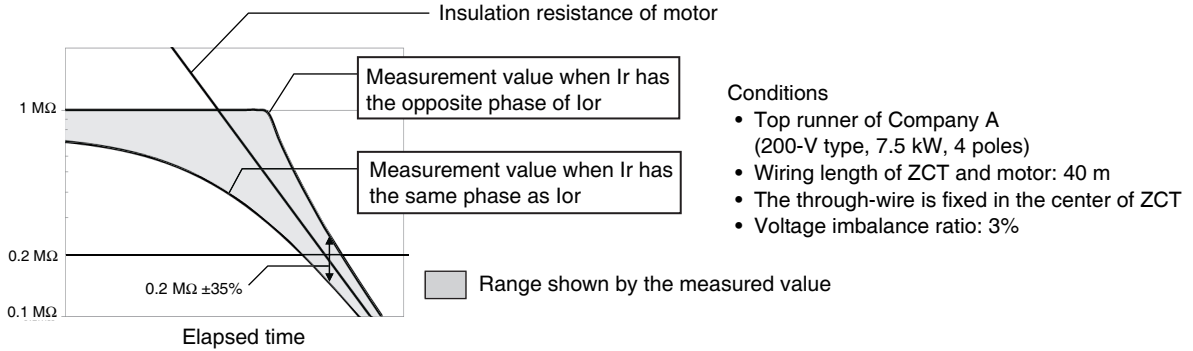 Insulation resistance of motor
1 MΩ
Measurement value when Ir has
the opposite phase of Ior
Measurement value when Ir has
the same phase as Ior
0.2 MΩ
0.2 MΩ ±35%
0.1 MΩ
Elapsed time
Range shown by the measured value
Conditions
• Top runner of Company A
(200-V type, 7.5 kW, 4 poles)
• Wiring length of ZCT and motor: 40 m
• The through-wire is fixed in the center of ZCT
• Voltage imbalance ratio: 3%